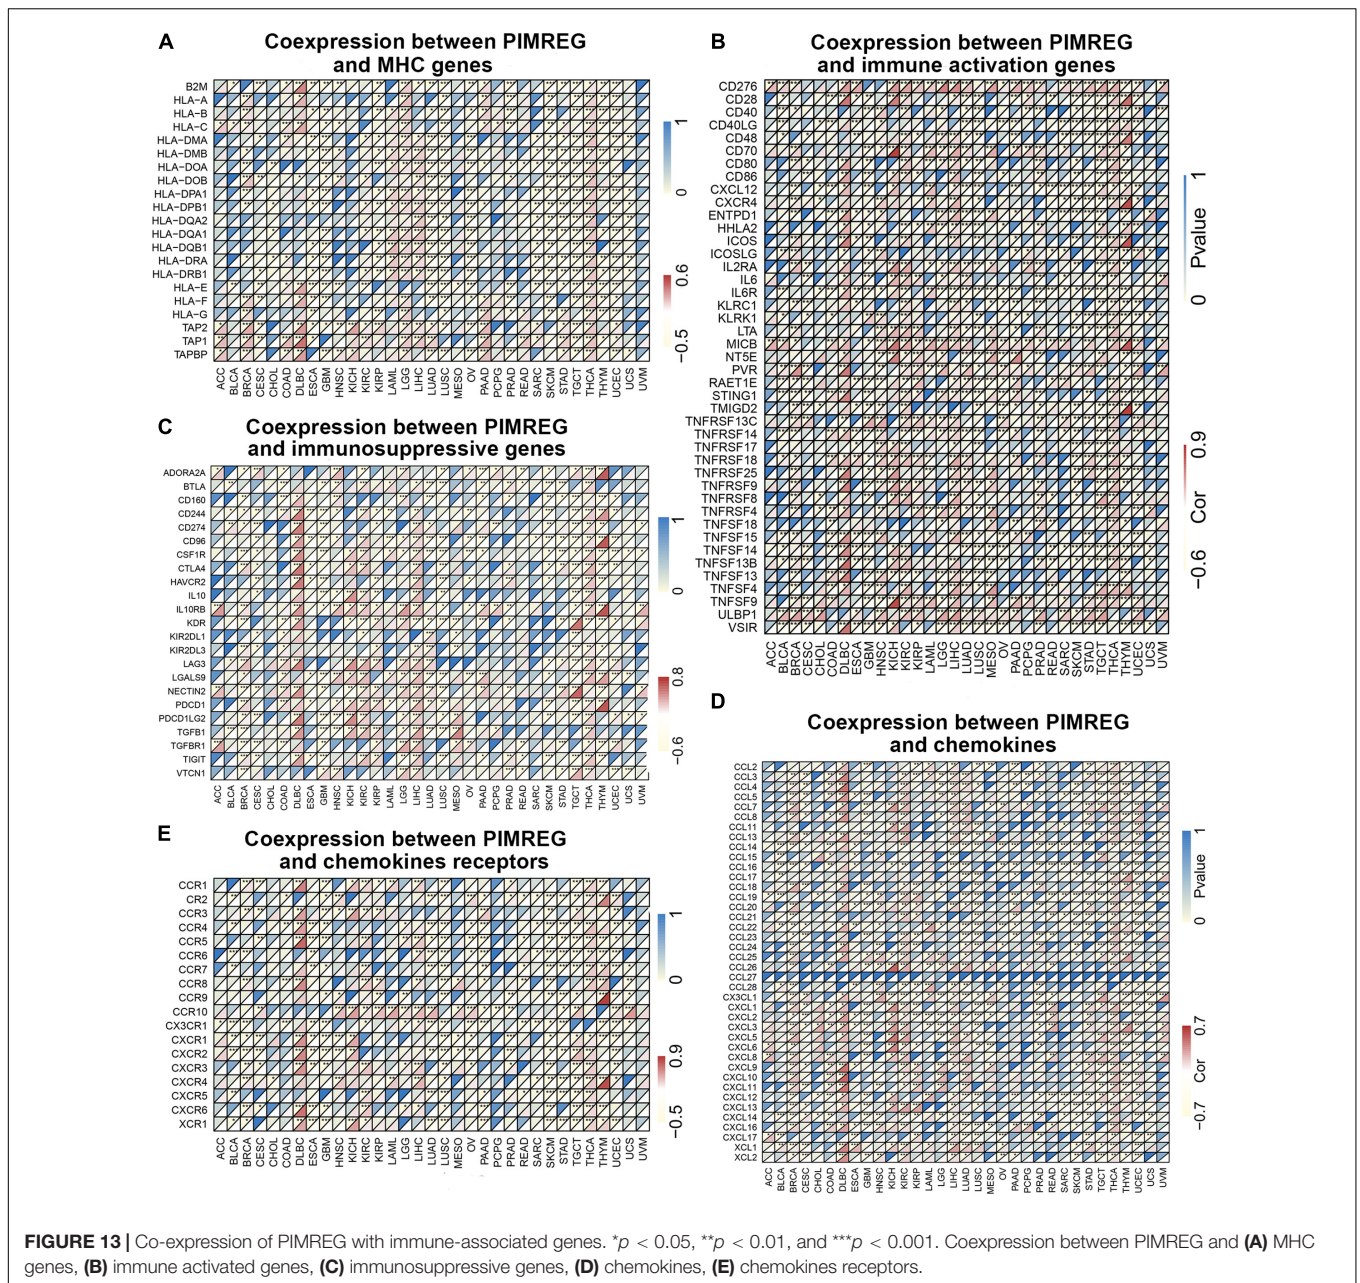 A
Coexpression between PIMREG
and MHC genes
B2M
HLA−A
HLA−B
HLA−C
HLA−DMA
HLA−DMB
HLA−DOA
HLA−DOB
HLA−DPA1
HLA−DPB1
HLA−DQA2
HLA−DQA1
HLA−DQB1
HLA−DRA
HLA−DRB1
HLA−E
HLA−F
HLA−G
TAP2
TAP1
TAPBP
ACC BLCA BRCA CESC CHOL COAD DLBC ESCA GBM HNSC KICH KIRC KIRP LAML LGG LIHC LUAD LUSC MESO OV PAAD PCPG PRAD READ SARC SKCM STAD TGCT THCA THYM UCEC UCS UVM
1
0
0.6
−0.5
B
Coexpression between PIMREG
and immune activation genes
CD276
CD28
CD40
CD40LG
CD48
CD70
CD80
CD86
CXCL12
CXCR4
ENTPD1
HHLA2
ICOS
ICOSLG
IL2RA
IL6
IL6R
KLRC1
KLRK1
LTA
MICB
NT5E
PVR
RAET1E
STING1
TMIGD2
TNFRSF13C
TNFRSF14
TNFRSF17
TNFRSF18
TNFRSF25
TNFRSF9
TNFRSF8
TNFRSF4
TNFSF18
TNFSF15
TNFSF14
TNFSF13B
TNFSF13
TNFSF4
TNFSF9
ULBP1
VSIR
ACC BLCA BRCA CESC CHOL COAD DLBC ESCA GBM HNSC KICH KIRC KIRP LAML LGG LIHC LUAD LUSC MESO OV PAAD PCPG PRAD READ SARC SKCM STAD TGCT THCA THYM UCEC UCS UVM
1
Pvalue
0
0.9
Cor
−0.6
C
Coexpression between PIMREG
and immunosuppressive genes
ADORA2A
BTLA
CD160
CD244
CD274
CD96
CSF1R
CTLA4
HAVCR2
IL10
IL10RB
KDR
KIR2DL1
KIR2DL3
LAG3
LGALS9
NECTIN2
PDCD1
PDCD1LG2
TGFB1
TGFBR1
TIGIT
VTCN1
ACC BLCA BRCA CESC CHOL COAD DLBC ESCA GBM HNSC KICH KIRC KIRP LAML LGG LIHC LUAD LUSC MESO OV PAAD PCPG PRAD READ SARC SKCM STAD TGCT THCA THYM UCEC UCS UVM
1
0
0.8
−0.6
D
Coexpression between PIMREG
and chemokines
CCL2
CCL3
CCL4
CCL5
CCL7
CCL8
CCL11
CCL13
CCL14
CCL15
CCL16
CCL17
CCL18
CCL19
CCL20
CCL21
CCL22
CCL23
CCL24
CCL25
CCL26
CCL27
CCL28
CX3CL1
CXCL1
CXCL2
CXCL3
CXCL5
CXCL6
CXCL8
CXCL9
CXCL10
CXCL11
CXCL12
CXCL13
CXCL14
CXCL16
CXCL17
XCL1
XCL2
ACC BLCA BRCA CESC CHOL COAD DLBC ESCA GBM HNSC KICH KIRC KIRP LAML LGG LIHC LUAD LUSC MESO OV PAAD PCPG PRAD READ SARC SKCM STAD TGCT THCA THYM UCEC UCS UVM
1
Pvalue
0
0.7
Cor
−0.7
E
Coexpression between PIMREG
and chemokines receptors
CCR1
CR2
CCR3
CCR4
CCR5
CCR6
CCR7
CCR8
CCR9
CCR10
CX3CR1
CXCR1
CXCR2
CXCR3
CXCR4
CXCR5
CXCR6
XCR1
ACC BLCA BRCA CESC CHOL COAD DLBC ESCA GBM HNSC KICH KIRC KIRP LAML LGG LIHC LUAD LUSC MESO OV PAAD PCPG PRAD READ SARC SKCM STAD TGCT THCA THYM UCEC UCS UVM
1
0
0.9
−0.5
FIGURE 13 | Co-expression of PIMREG with immune-associated genes. *p < 0.05, **p < 0.01, and ***p < 0.001. Coexpression between PIMREG and (A) MHC
genes, (B) immune activated genes, (C) immunosuppressive genes, (D) chemokines, (E) chemokines receptors.